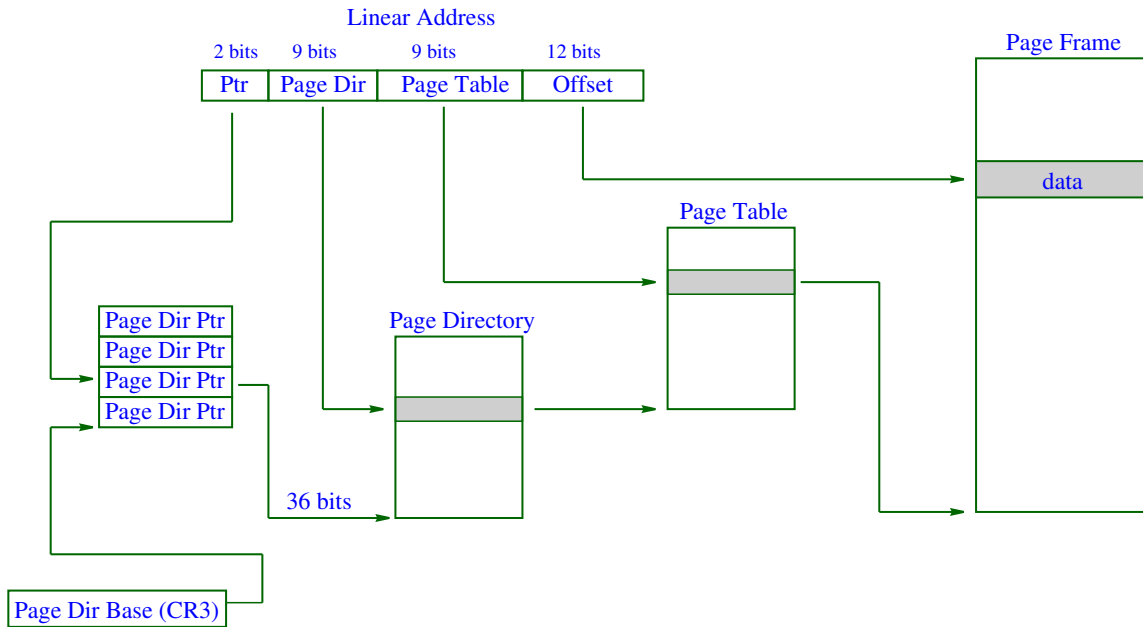 Linear Address
2 bits 9 bits 9 bits 12 bits
Ptr Page Dir Page Table Offset
Page Frame
data
Page Table
Page Dir Ptr
Page Dir Ptr
Page Dir Ptr
Page Dir Ptr
Page Directory
36 bits
Page Dir Base (CR3)